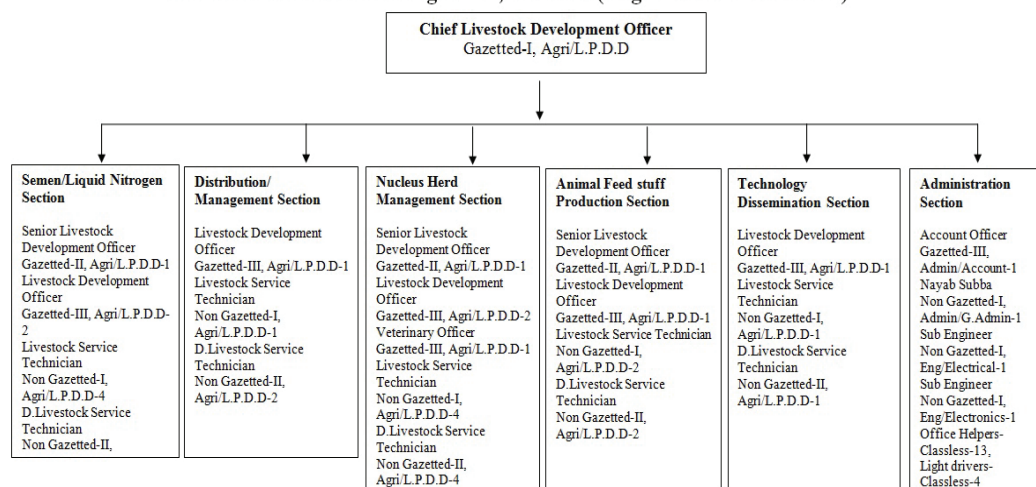 Chief Livestock Development Officer
Gazetted-I, Agri/L.P.D.D
Semen/Liquid Nitrogen
Section
Senior Livestock
Development Officer
Gazetted-II, Agri/L.P.D.D-1
Livestock Development
Officer
Gazetted-III, Agri/L.P.D.D-
2
Livestock Service
Technician
Non Gazetted-I,
Agri/L.P.D.D-4
D.Livestock Service
Technician
Non Gazetted-II,
Distribution/
Management Section
Livestock Development
Officer
Gazetted-III, Agri/L.P.D.D-1
Livestock Service
Technician
Non Gazetted-I,
Agri/L.P.D.D-1
D.Livestock Service
Technician
Non Gazetted-II,
Agri/L.P.D.D-2
Nucleus Herd
Management Section
Senior Livestock
Development Officer
Gazetted-II, Agri/L.P.D.D-1
Livestock Development
Officer
Gazetted-III, Agri/L.P.D.D-2
Veterinary Officer
Gazetted-III, Agri/L.P.D.D-1
Livestock Service
Technician
Non Gazetted-I,
Agri/L.P.D.D-4
D.Livestock Service
Technician
Non Gazetted-II,
Agri/L.P.D.D-4
Animal Feed stuff
Production Section
Senior Livestock
Development Officer
Gazetted-II, Agri/L.P.D.D-1
Livestock Development
Officer
Gazetted-III, Agri/L.P.D.D-1
Livestock Service Technician
Non Gazetted-I,
Agri/L.P.D.D-2
D.Livestock Service
Technician
Non Gazetted-II,
Agri/L.P.D.D-2
Technology
Dissemination Section
Livestock Development
Officer
Gazetted-III, Agri/L.P.D.D-1
Livestock Service
Technician
Non Gazetted-I,
Agri/L.P.D.D-1
D.Livestock Service
Technician
Non Gazetted-II,
Agri/L.P.D.D-1
Administration
Section
Account Officer
Gazetted-III,
Admin/Account-1
Nayab Subba
Non Gazetted-I,
Admin/G.Admin-1
Sub Engineer
Non Gazetted-I,
Eng/Electrical-1
Sub Engineer
Non Gazetted-I,
Eng/Electronics-1
Office Helpers-
Classless-13,
Light drivers-
Classless-4